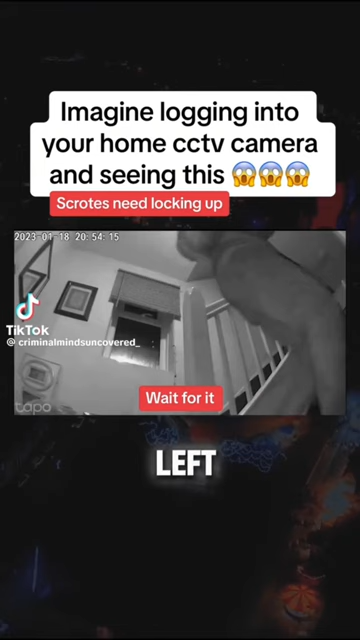 Imagine logging into
your home cctv camera
and seeing this 😱😱😱
Scrotes need locking up
2023-01-18 20:54:15
TikTok
@ criminalmindsuncovered_
Wait for it
tapo
LEFT